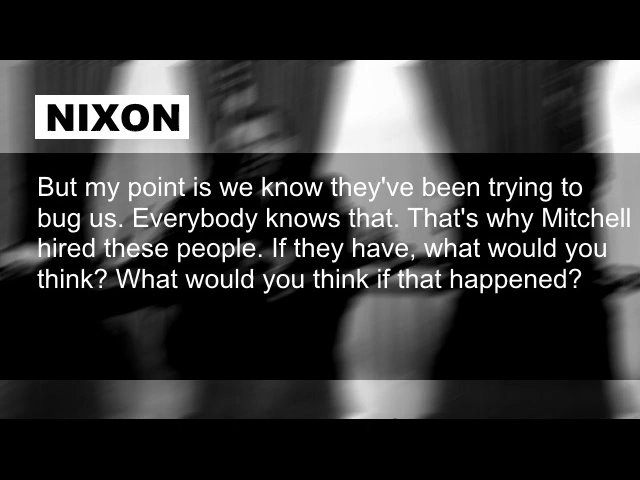 NIXON
But my point is we know they've been trying to
bug us. Everybody knows that. That's why Mitchell
hired these people. If they have, what would you
think? What would you think if that happened?